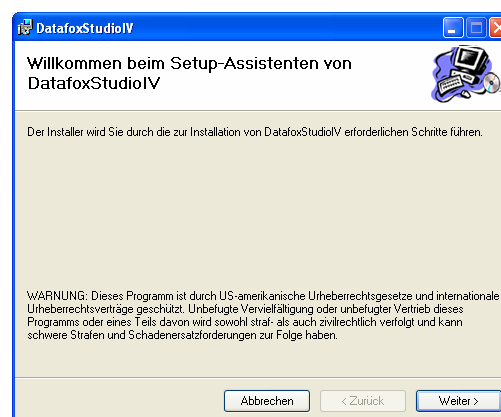 DatafoxStudioIV
Willkommen beim Setup-Assistenten von
DatafoxStudioIV
Der Installer wird Sie durch die zur Installation von DatafoxStudioIV erforderlichen Schritte führen.
WARNUNG: Dieses Programm ist durch US-amerikanische Urheberrechtsgesetze und internationale
Urheberrechtsverträge geschützt. Unbefugte Vervielfältigung oder unbefugter Vertrieb dieses
Programms oder eines Teils davon wird sowohl straf- als auch zivilrechtlich verfolgt und kann
schwere Strafen und Schadenersatzforderungen zur Folge haben.
Abbrechen
< Zurück
Weiter >